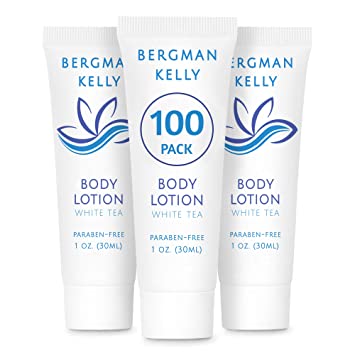 BERGMAN
KELLY
BODY
LOTION
WHITE TEA
PARABEN-FREE
1 OZ. (30ML)
BERGMAN
KELLY
100
PACK
BODY
LOTION
WHITE TEA
PARABEN-FREE
1 OZ. (30ML)
BERGMAN
KELLY
BODY
LOTION
WHITE TEA
PARABEN-FREE
1 OZ. (30ML)